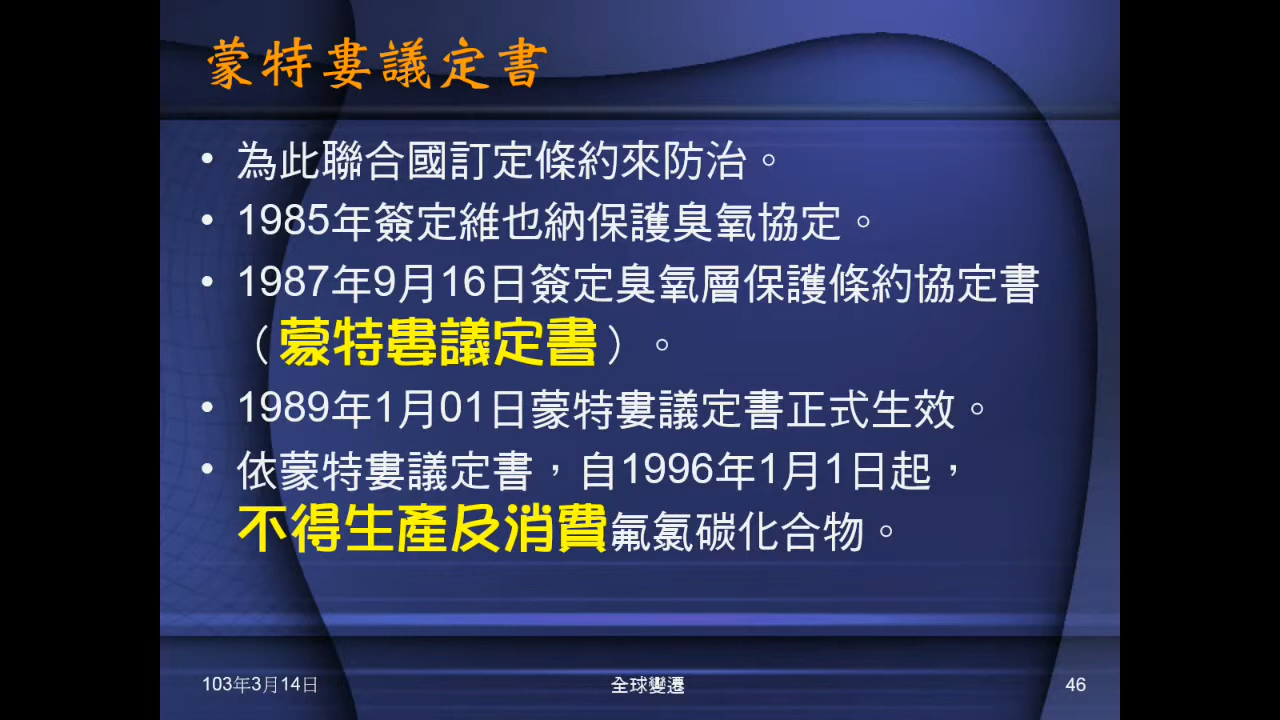 蒙特婁議定書
• 為此聯合國訂定條約來防治。
• 1985年簽定維也納保護臭氧協定。
• 1987年9月16日簽定臭氧層保護條約協定書
（蒙特婁議定書）。
• 1989年1月01日蒙特婁議定書正式生效。
• 依蒙特婁議定書，自1996年1月1日起，
不得生產及消費氟氯碳化合物。
103年3月14日
全球變遷
46